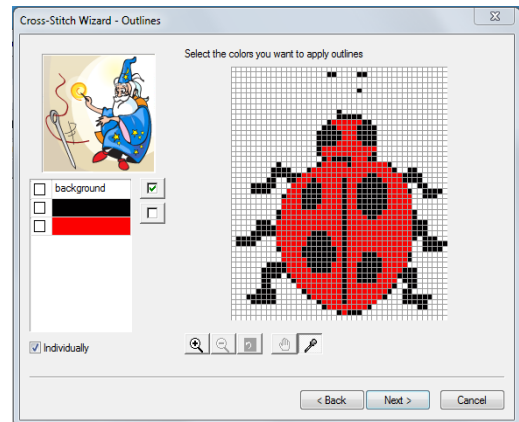 Cross-Stitch Wizard - Outlines
Select the colors you want to apply outlines
background
Individually
< Back
Next >
Cancel